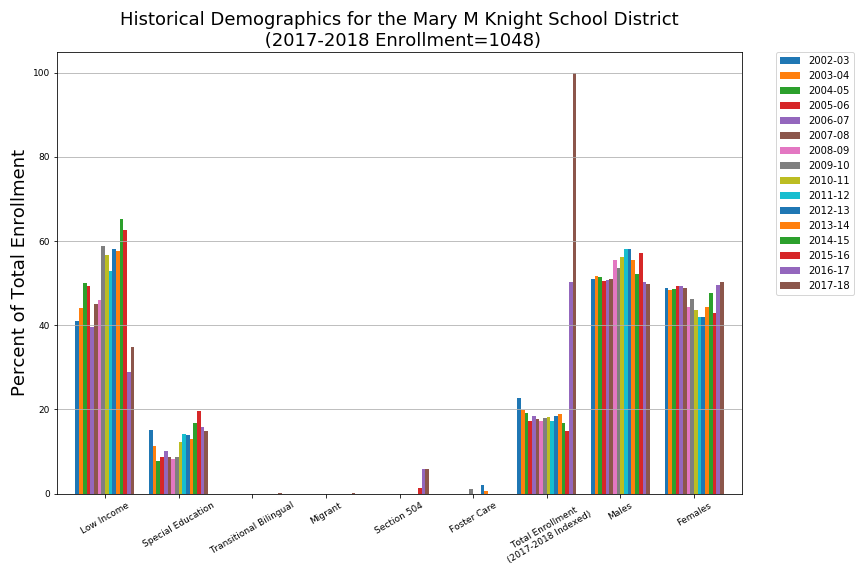 Historical Demographics for the Mary M Knight School District
(2017-2018 Enrollment=1048)
Percent of Total Enrollment
100
80
60
40
20
0
Low Income
Special Education
Transitional Bilingual
Migrant
Section 504
Foster Care
Total Enrollment
(2017-2018 Indexed)
Males
Females
2002-03
2003-04
2004-05
2005-06
2006-07
2007-08
2008-09
2009-10
2010-11
2011-12
2012-13
2013-14
2014-15
2015-16
2016-17
2017-18